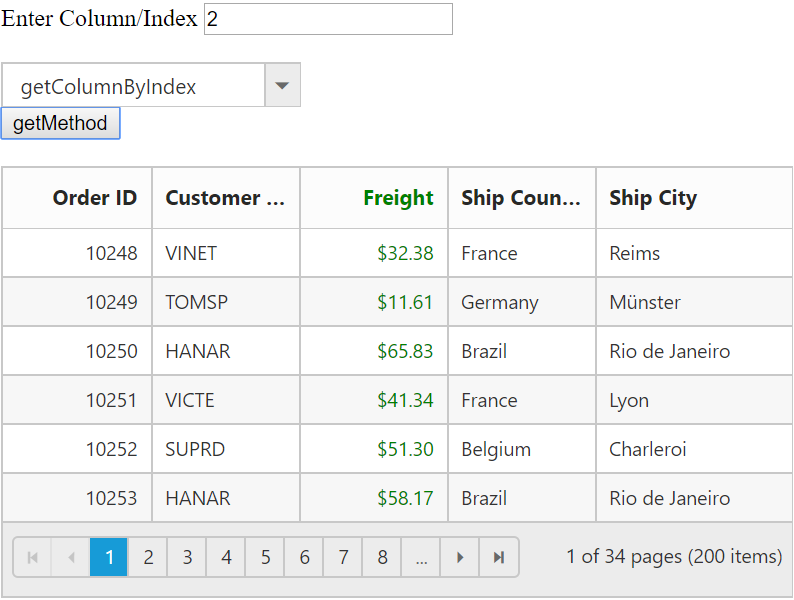 Enter Column/Index 2
getColumnByIndex
getMethod
Order ID Customer ... Freight Ship Coun... Ship City
10248 VINET $32.38 France Reims
10249 TOMSP $11.61 Germany Münster
10250 HANAR $65.83 Brazil Rio de Janeiro
10251 VICTE $41.34 France Lyon
10252 SUPRD $51.30 Belgium Charleroi
10253 HANAR $58.17 Brazil Rio de Janeiro
1 2 3 4 5 6 7 8 ... 1 of 34 pages (200 items)